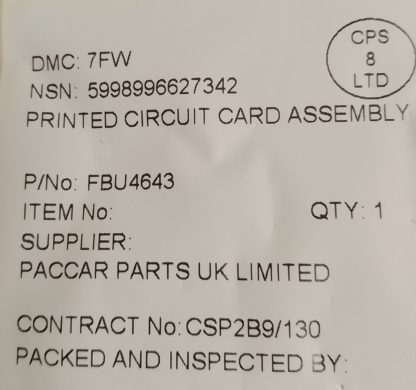 CPS
8
LTD
DMC: 7FW
NSN: 5998996627342
PRINTED CIRCUIT CARD ASSEMBLY
P/No: FBU4643
ITEM No: QTY: 1
SUPPLIER:
PACCAR PARTS UK LIMITED
CONTRACT No:CSP2B9/130
PACKED AND INSPECTED BY: